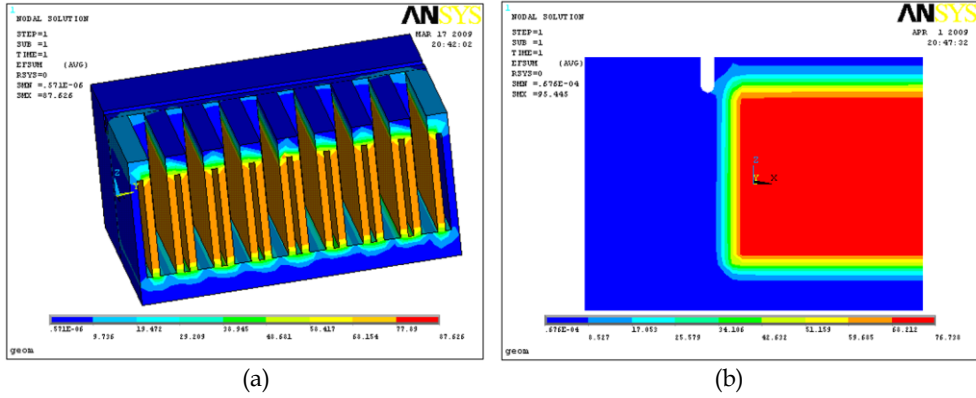 1
NODAL SOLUTION
STEP=1
SUB =1
TIME=1
EFSUM (AVG)
RSYS=0
SMN =.571E-06
SMX =87.626
ANSYS
MAR 17 2009
20:42:02
Z
.571E-06 19.472 38.945 58.417 77.89
9.736 29.209 48.681 68.154 87.626
geom
(a)
1
NODAL SOLUTION
STEP=1
SUB =1
TIME=1
EFSUM (AVG)
RSYS=0
SMN =.676E-04
SMX =95.445
ANSYS
APR 1 2009
20:47:32
Z
Y X
.676E-04 17.053 34.106 51.159 68.212
8.527 25.579 42.632 59.685 76.738
geom
(b)